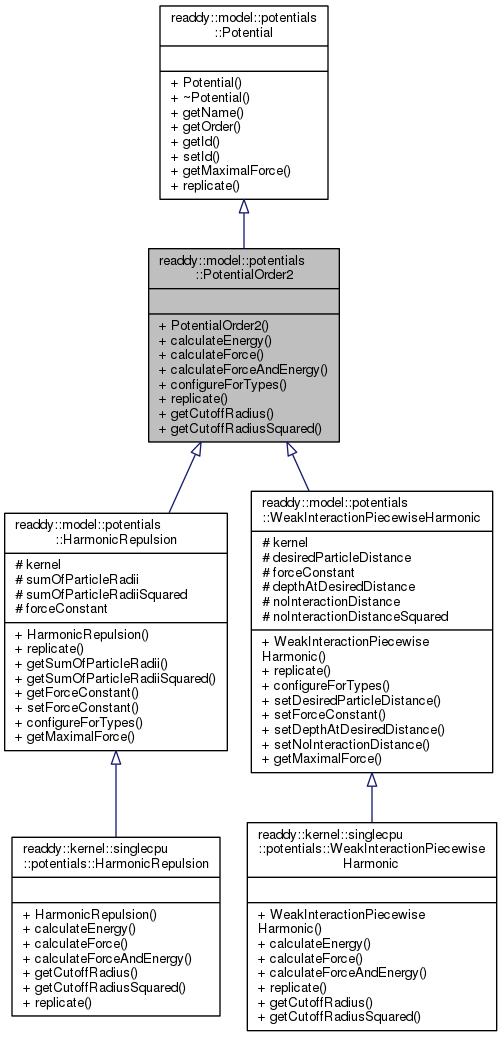 readdy::model::potentials
::Potential
+ Potential()
+ ~Potential()
+ getName()
+ getOrder()
+ getId()
+ setId()
+ getMaximalForce()
+ replicate()
readdy::model::potentials
::PotentialOrder2
+ PotentialOrder2()
+ calculateEnergy()
+ calculateForce()
+ calculateForceAndEnergy()
+ configureForTypes()
+ replicate()
+ getCutoffRadius()
+ getCutoffRadiusSquared()
readdy::model::potentials
::HarmonicRepulsion
# kernel
# sumOfParticleRadii
# sumOfParticleRadiiSquared
# forceConstant
+ HarmonicRepulsion()
+ replicate()
+ getSumOfParticleRadii()
+ getSumOfParticleRadiiSquared()
+ getForceConstant()
+ setForceConstant()
+ configureForTypes()
+ getMaximalForce()
readdy::model::potentials
::WeakInteractionPiecewiseHarmonic
# kernel
# desiredParticleDistance
# forceConstant
# depthAtDesiredDistance
# noInteractionDistance
# noInteractionDistanceSquared
+ WeakInteractionPiecewise
Harmonic()
+ replicate()
+ configureForTypes()
+ setDesiredParticleDistance()
+ setForceConstant()
+ setDepthAtDesiredDistance()
+ setNoInteractionDistance()
+ getMaximalForce()
readdy::kernel::singlecpu
::potentials::HarmonicRepulsion
+ HarmonicRepulsion()
+ calculateEnergy()
+ calculateForce()
+ calculateForceAndEnergy()
+ getCutoffRadius()
+ getCutoffRadiusSquared()
+ replicate()
readdy::kernel::singlecpu
::potentials::WeakInteractionPiecewise
Harmonic
+ WeakInteractionPiecewise
Harmonic()
+ calculateEnergy()
+ calculateForce()
+ calculateForceAndEnergy()
+ replicate()
+ getCutoffRadius()
+ getCutoffRadiusSquared()